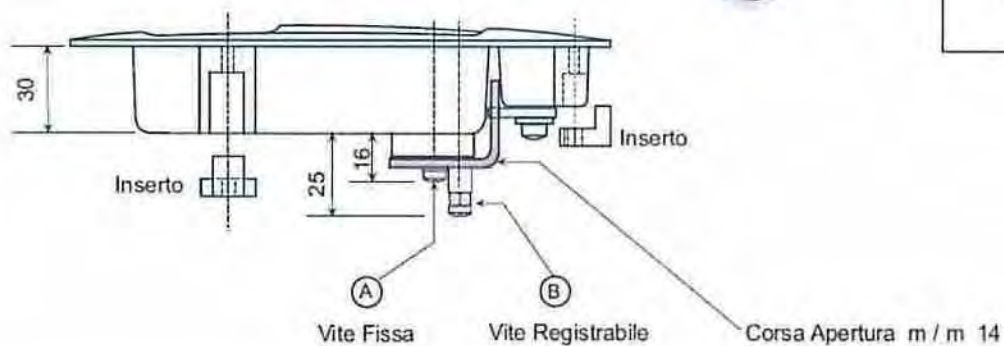 30
Inserto
Inserto
16
25
A
B
Vite Fissa
Vite Registrabile
Corsa Apertura m / m 14